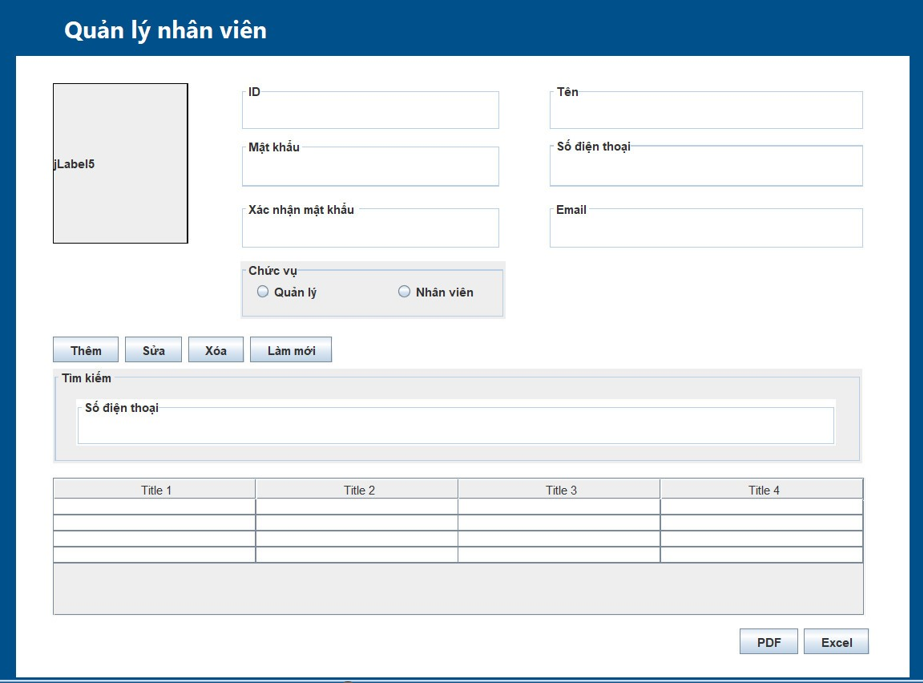 Quản lý nhân viên
ID
Tên
jLabel5
Mật khẩu
Số điện thoại
Xác nhận mật khẩu
Email
Chức vụ
Quản lý
Nhân viên
Thêm
Sửa
Xóa
Làm mới
Tìm kiếm
Số điện thoại
Title 1
Title 2
Title 3
Title 4
PDF
Excel